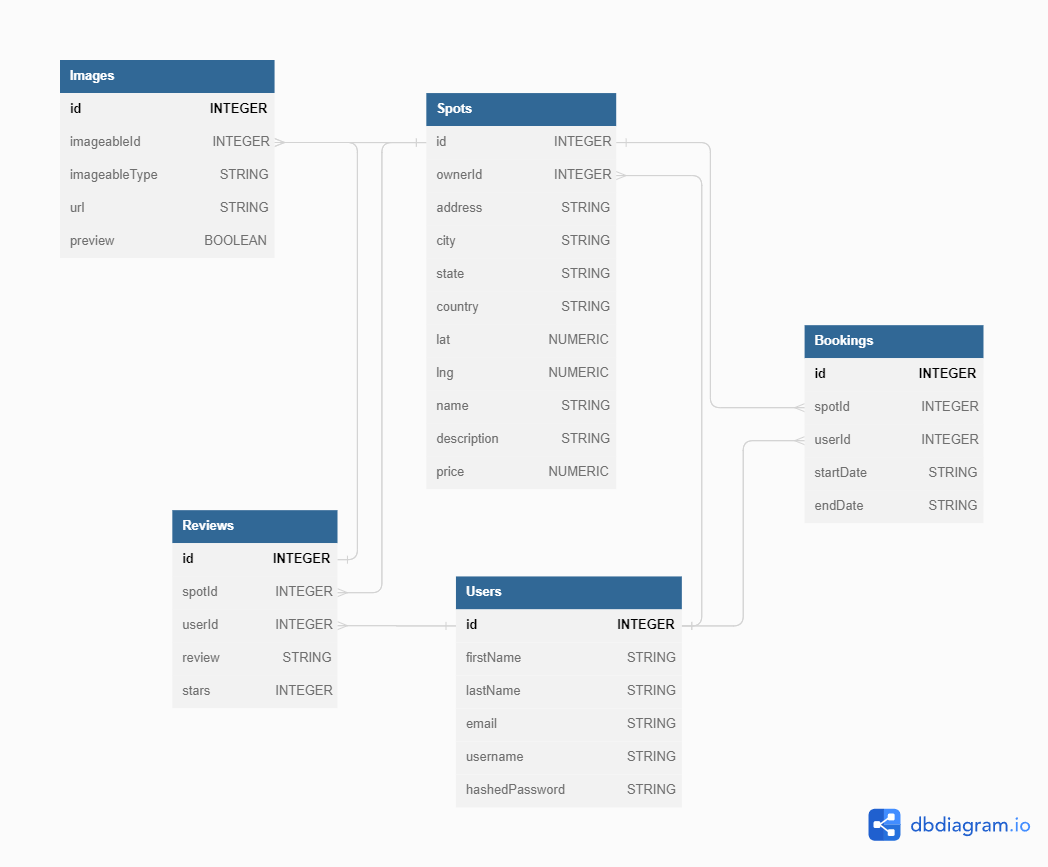 Images
id INTEGER
imageableId INTEGER
imageableType STRING
url STRING
preview BOOLEAN
Spots
id INTEGER
ownerId INTEGER
address STRING
city STRING
state STRING
country STRING
lat NUMERIC
lng NUMERIC
name STRING
description STRING
price NUMERIC
Bookings
id INTEGER
spotId INTEGER
userId INTEGER
startDate STRING
endDate STRING
Reviews
id INTEGER
spotId INTEGER
userId INTEGER
review STRING
stars INTEGER
Users
id INTEGER
firstName STRING
lastName STRING
email STRING
username STRING
hashedPassword STRING
dbdiagram.io